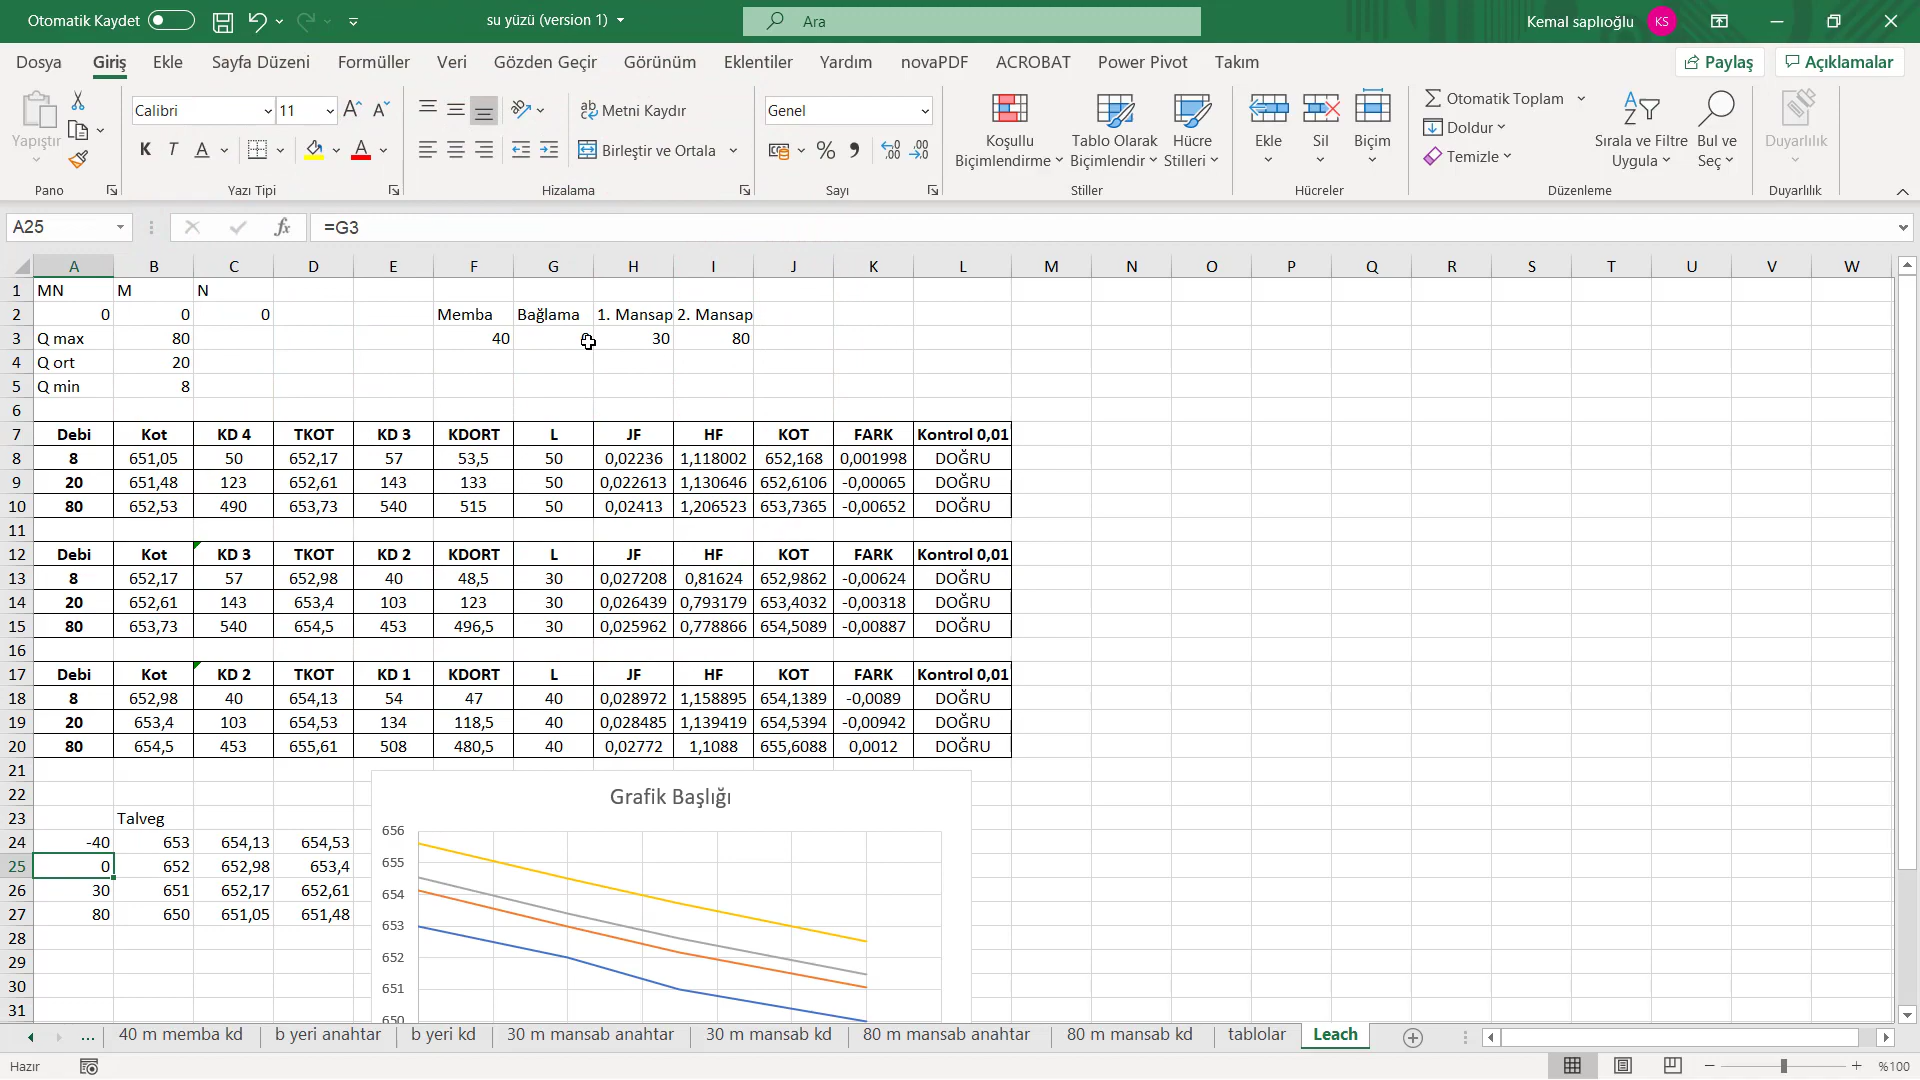 Otomatik Kaydet
su yüzü (version 1)
Ara
Kemal saplıoğlu
KS
Dosya Giriş Ekle Sayfa Düzeni Formüller Veri Gözden Geçir Görünüm Eklentiler Yardım novaPDF ACROBAT Power Pivot Takım
Paylaş
Açıklamalar
Yapıştır
Calibri 11
K T A
Metni Kaydır
Birleştir ve Ortala
Genel
Koşullu Biçimlendirme
Tablo Olarak Biçimlendir
Hücre Stilleri
Ekle
Sil
Biçim
Otomatik Toplam
Doldur
Temizle
Sırala ve Filtre Uygula
Bul ve Seç
Duyarlılık
Pano Yazı Tipi Hizalama Sayı Stiller Hücreler Düzenleme Duyarlılık
A25 fx =G3
A B C D E F G H I J K L M N O P Q R S T U V W
1 MN M N
2 0 0 0 Memba Bağlama 1. Mansap 2. Mansap
3 Q max 80 40 0 30 80
4 Q ort 20
5 Q min 8
6
7 Debi Kot KD 4 TKOT KD 3 KDORT L JF HF KOT FARK Kontrol 0,01
8 8 651,05 50 652,17 57 53,5 50 0,02236 1,118002 652,168 0,001998 DOĞRU
9 20 651,48 123 652,61 143 133 50 0,022613 1,130646 652,6106 -0,00065 DOĞRU
10 80 652,53 490 653,73 540 515 50 0,02413 1,206523 653,7365 -0,00652 DOĞRU
11
12 Debi Kot KD 3 TKOT KD 2 KDORT L JF HF KOT FARK Kontrol 0,01
13 8 652,17 57 652,98 40 48,5 30 0,027208 0,81624 652,9862 -0,00624 DOĞRU
14 20 652,61 143 653,4 103 123 30 0,026439 0,793179 653,4032 -0,00318 DOĞRU
15 80 653,73 540 654,5 453 496,5 30 0,025962 0,778866 654,5089 -0,00887 DOĞRU
16
17 Debi Kot KD 2 TKOT KD 1 KDORT L JF HF KOT FARK Kontrol 0,01
18 8 652,98 40 654,13 54 47 40 0,028972 1,158895 654,1389 -0,0089 DOĞRU
19 20 653,4 103 654,53 134 118,5 40 0,028485 1,139419 654,5394 -0,00942 DOĞRU
20 80 654,5 453 655,61 508 480,5 40 0,02772 1,1088 655,6088 0,0012 DOĞRU
21
22
23 Talveg
24 -40 653 654,13 654,53
25 0 652 652,98 653,4
26 30 651 652,17 652,61
27 80 650 651,05 651,48
28
29
30
31
Grafik Başlığı
656
655
654
653
652
651
650
... 40 m memba kd b yeri anahtar b yeri kd 30 m mansab anahtar 30 m mansab kd 80 m mansab anahtar 80 m mansab kd tablolar Leach
Hazır
%100